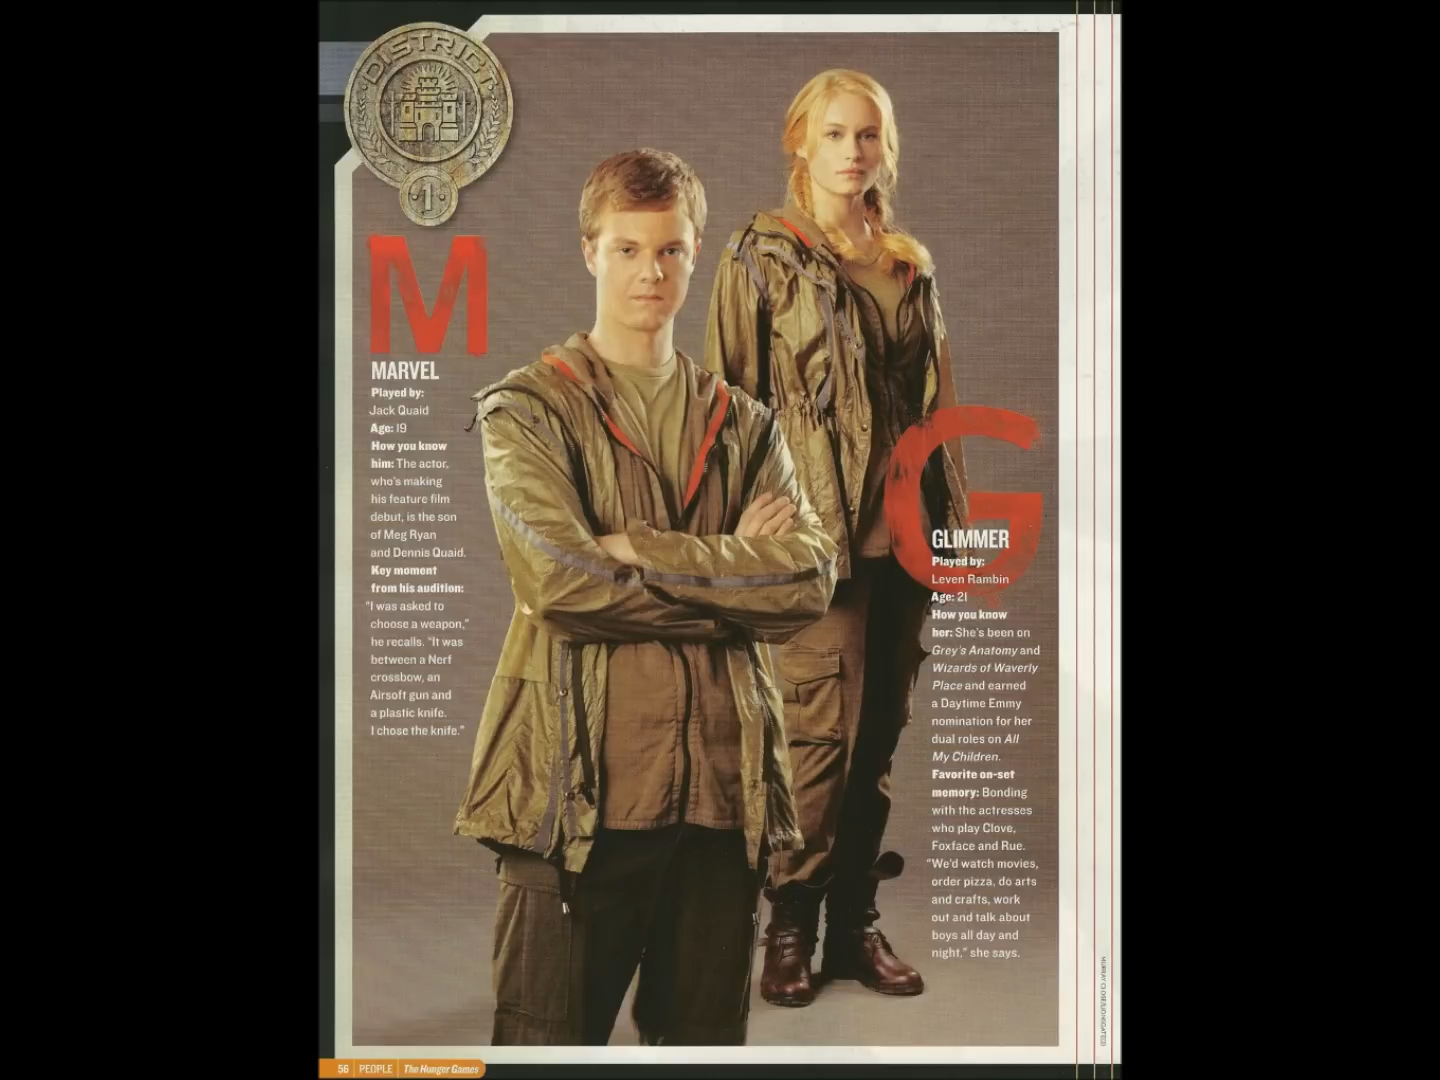 DISTRICT
1
M
MARVEL
Played by:
Jack Quaid
Age: 19
How you know
him: The actor,
who's making
his feature film
debut, is the son
of Meg Ryan
and Dennis Quaid.
Key moment
from his audition:
"I was asked to
choose a weapon,"
he recalls. "It was
between a Nerf
crossbow, an
Airsoft gun and
a plastic knife.
I chose the knife."
G
GLIMMER
Played by:
Leven Rambin
Age: 21
How you know
her: She's been on
Grey's Anatomy and
Wizards of Waverly
Place and earned
a Daytime Emmy
nomination for her
dual roles on All
My Children.
Favorite on-set
memory: Bonding
with the actresses
who play Clove,
Foxface and Rue.
"We'd watch movies,
order pizza, do arts
and crafts, work
out and talk about
boys all day and
night," she says.
MURRAY CLOSE/LIONSGATE(2)
56 | PEOPLE | The Hunger Games